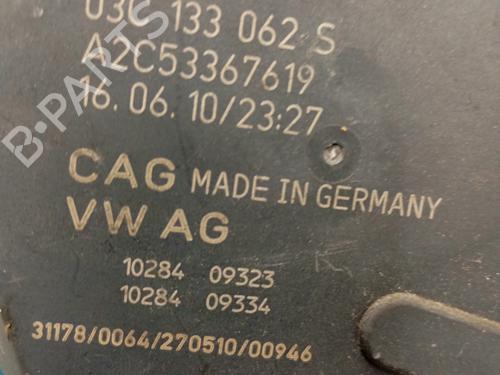 03C 133 062 S
A2C53367619
16.06.10/23:27
CAG MADE IN GERMANY
VW AG
10284 09323
10284 09334
31178/0064/270510/00946
B-PARTS